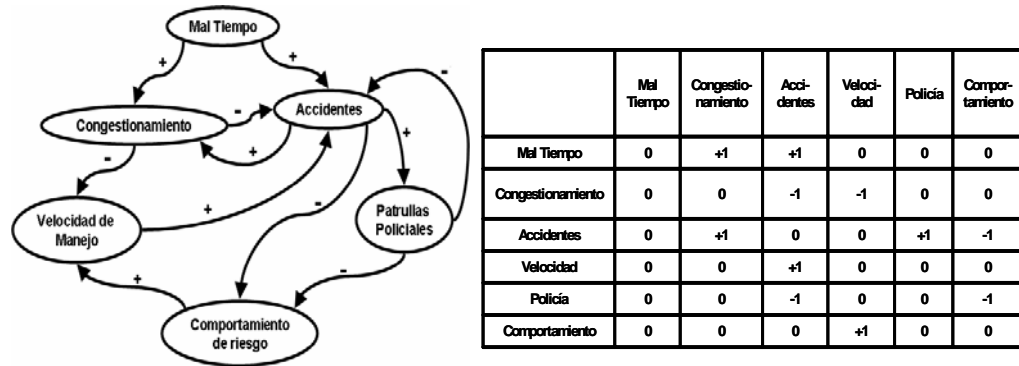 Mal Tiempo
+
+
-
Congestionamiento
-
Accidentes
+
-
+
Velocidad de
Manejo
+
-
Patrullas
Policiales
-
+
Comportamiento
de riesgo
Mal
Tiempo
Congestio-
namiento
Acci-
dentes
Veloci-
dad
Policía
Compor-
tamiento
Mal Tiempo 0 +1 +1 0 0 0
Congestionamiento 0 0 -1 -1 0 0
Accidentes 0 +1 0 0 +1 -1
Velocidad 0 0 +1 0 0 0
Policía 0 0 -1 0 0 -1
Comportamiento 0 0 0 +1 0 0